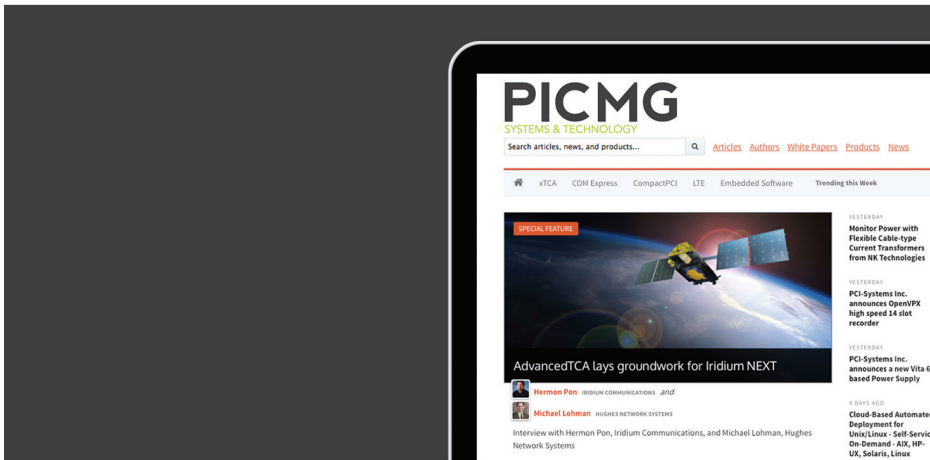 PICMG
SYSTEMS & TECHNOLOGY
Search articles, news, and products...
Articles Authors White Papers Products News
xTCA COM Express CompactPCI LTE Embedded Software Trending this Week
SPECIAL FEATURE
AdvancedTCA lays groundwork for Iridium NEXT
Hermon Pon IRIDIUM COMMUNICATIONS and
Michael Lohman HUGHES NETWORK SYSTEMS
Interview with Hermon Pon, Iridium Communications, and Michael Lohman, Hughes
Network Systems
YESTERDAY
Monitor Power with
Flexible Cable-type
Current Transformers
from NK Technologies
YESTERDAY
PCI-Systems Inc.
announces OpenVPX
high speed 14 slot
recorder
YESTERDAY
PCI-Systems Inc.
announces a new Vita 6
based Power Supply
4 DAYS AGO
Cloud-Based Automate
Deployment for
Unix/Linux - Self-Servic
On-Demand - AIX, HP-
UX, Solaris, Linux